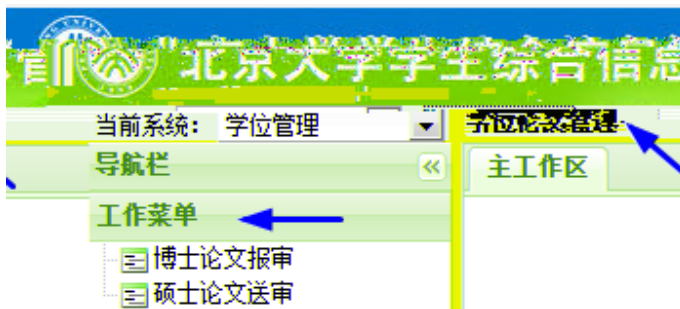 北京大学学生综合信息
当前系统： 学位管理
导航栏
主工作区
工作菜单
博士论文报审
硕士论文送审